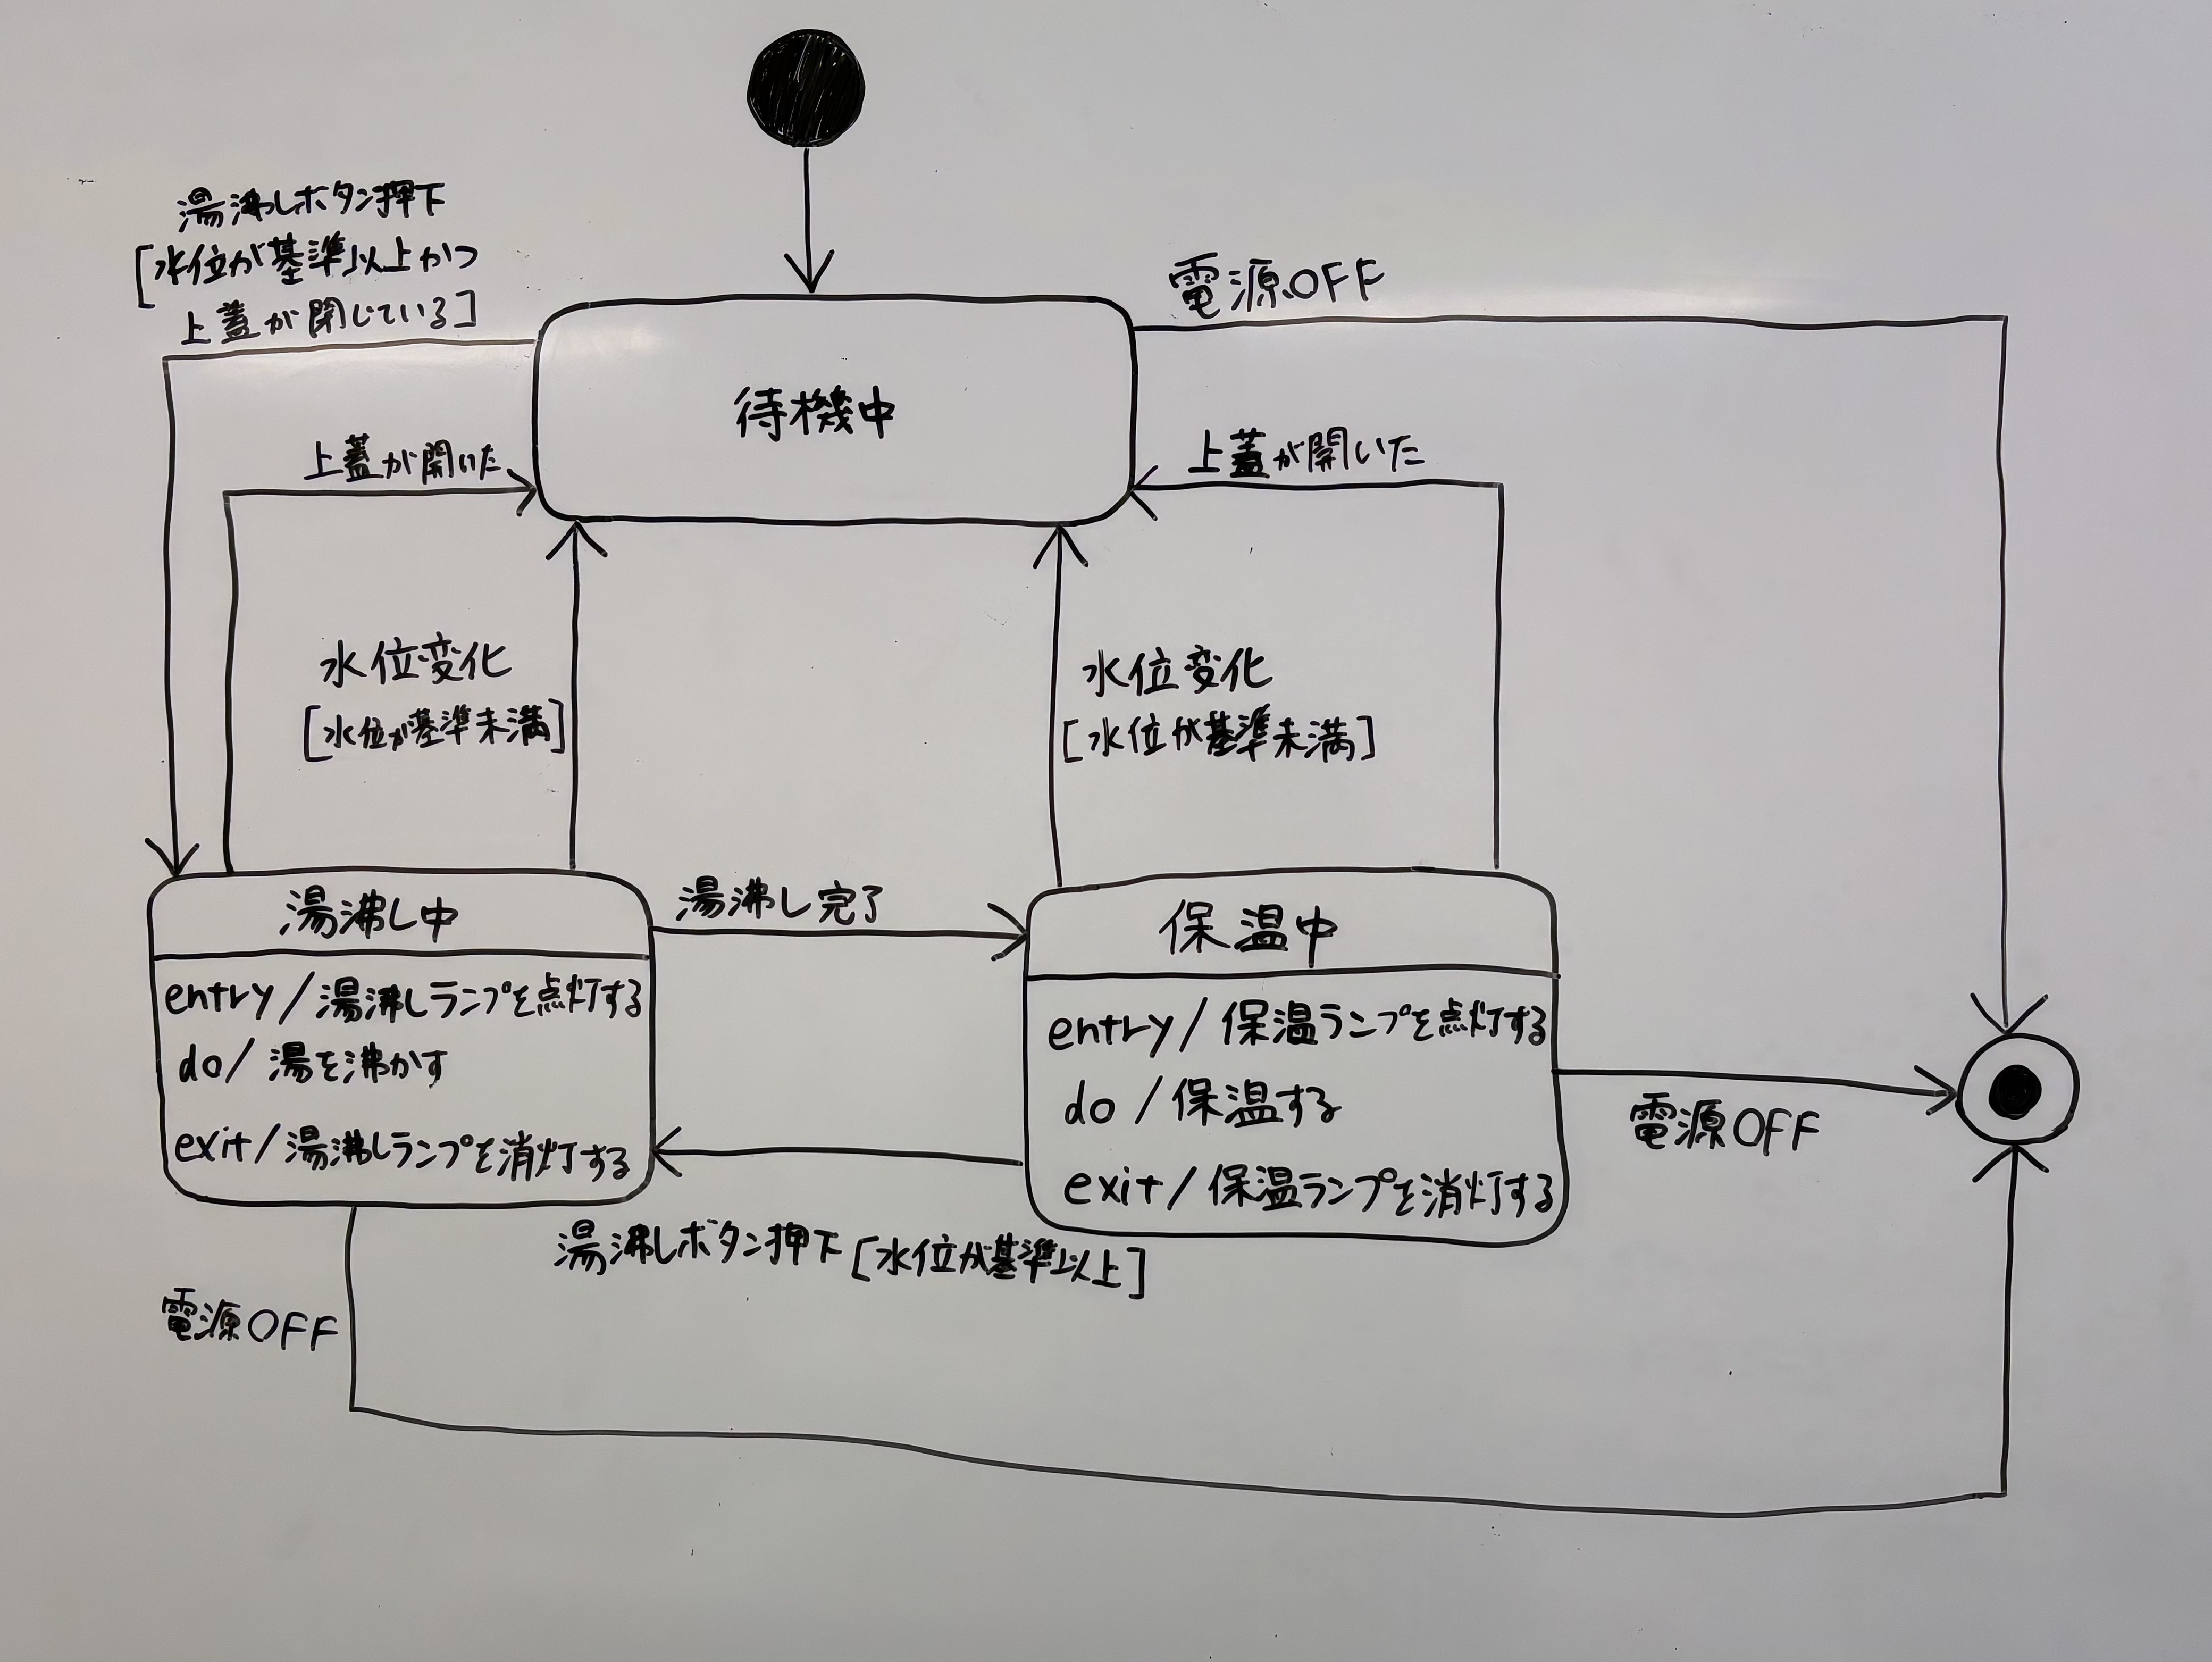 湯沸しボタン押下
[水位が基準以上かつ
上蓋が閉じている]
電源OFF
待機中
上蓋が開いた
上蓋が開いた
水位変化
[水位が基準未満]
水位変化
[水位が基準未満]
湯沸し中
entry/湯沸しランプを点灯する
do/湯を沸かす
exit/湯沸しランプを消灯する
湯沸し完了
保温中
entry/保温ランプを点灯する
do/保温する
exit/保温ランプを消灯する
電源OFF
湯沸しボタン押下[水位が基準以上]
電源OFF